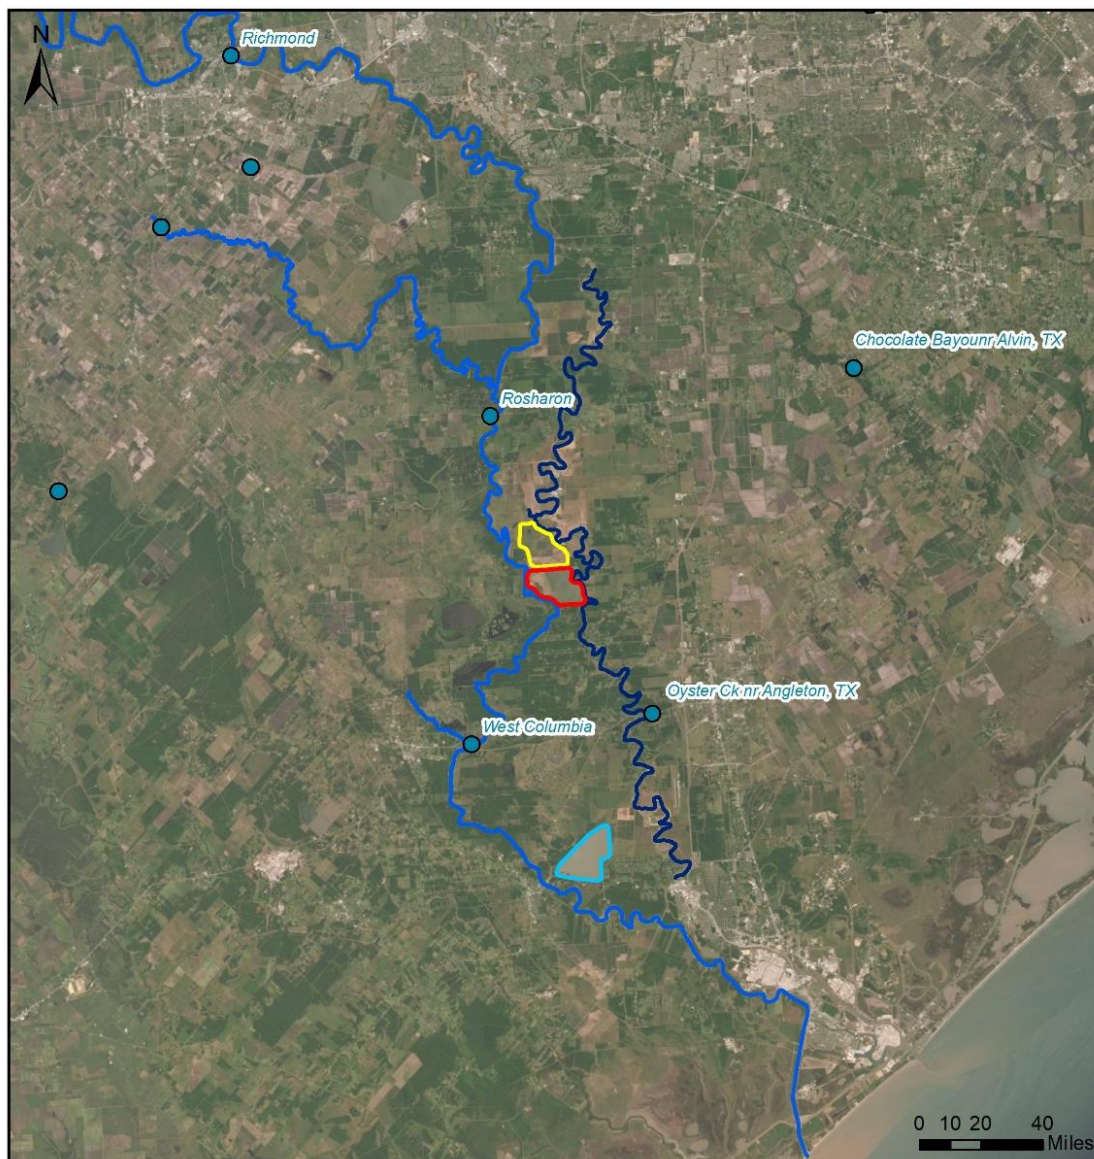 N
Richmond
Chocolate Bayounr Alvin, TX
Rosharon
Oyster Ck nr Angleton, TX
West Columbia
0 10 20 40
Miles